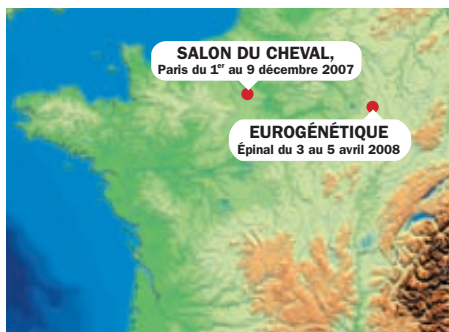 SALON DU CHEVAL,
Paris du 1er au 9 décembre 2007
EUROGÉNÉTIQUE
Épinal du 3 au 5 avril 2008